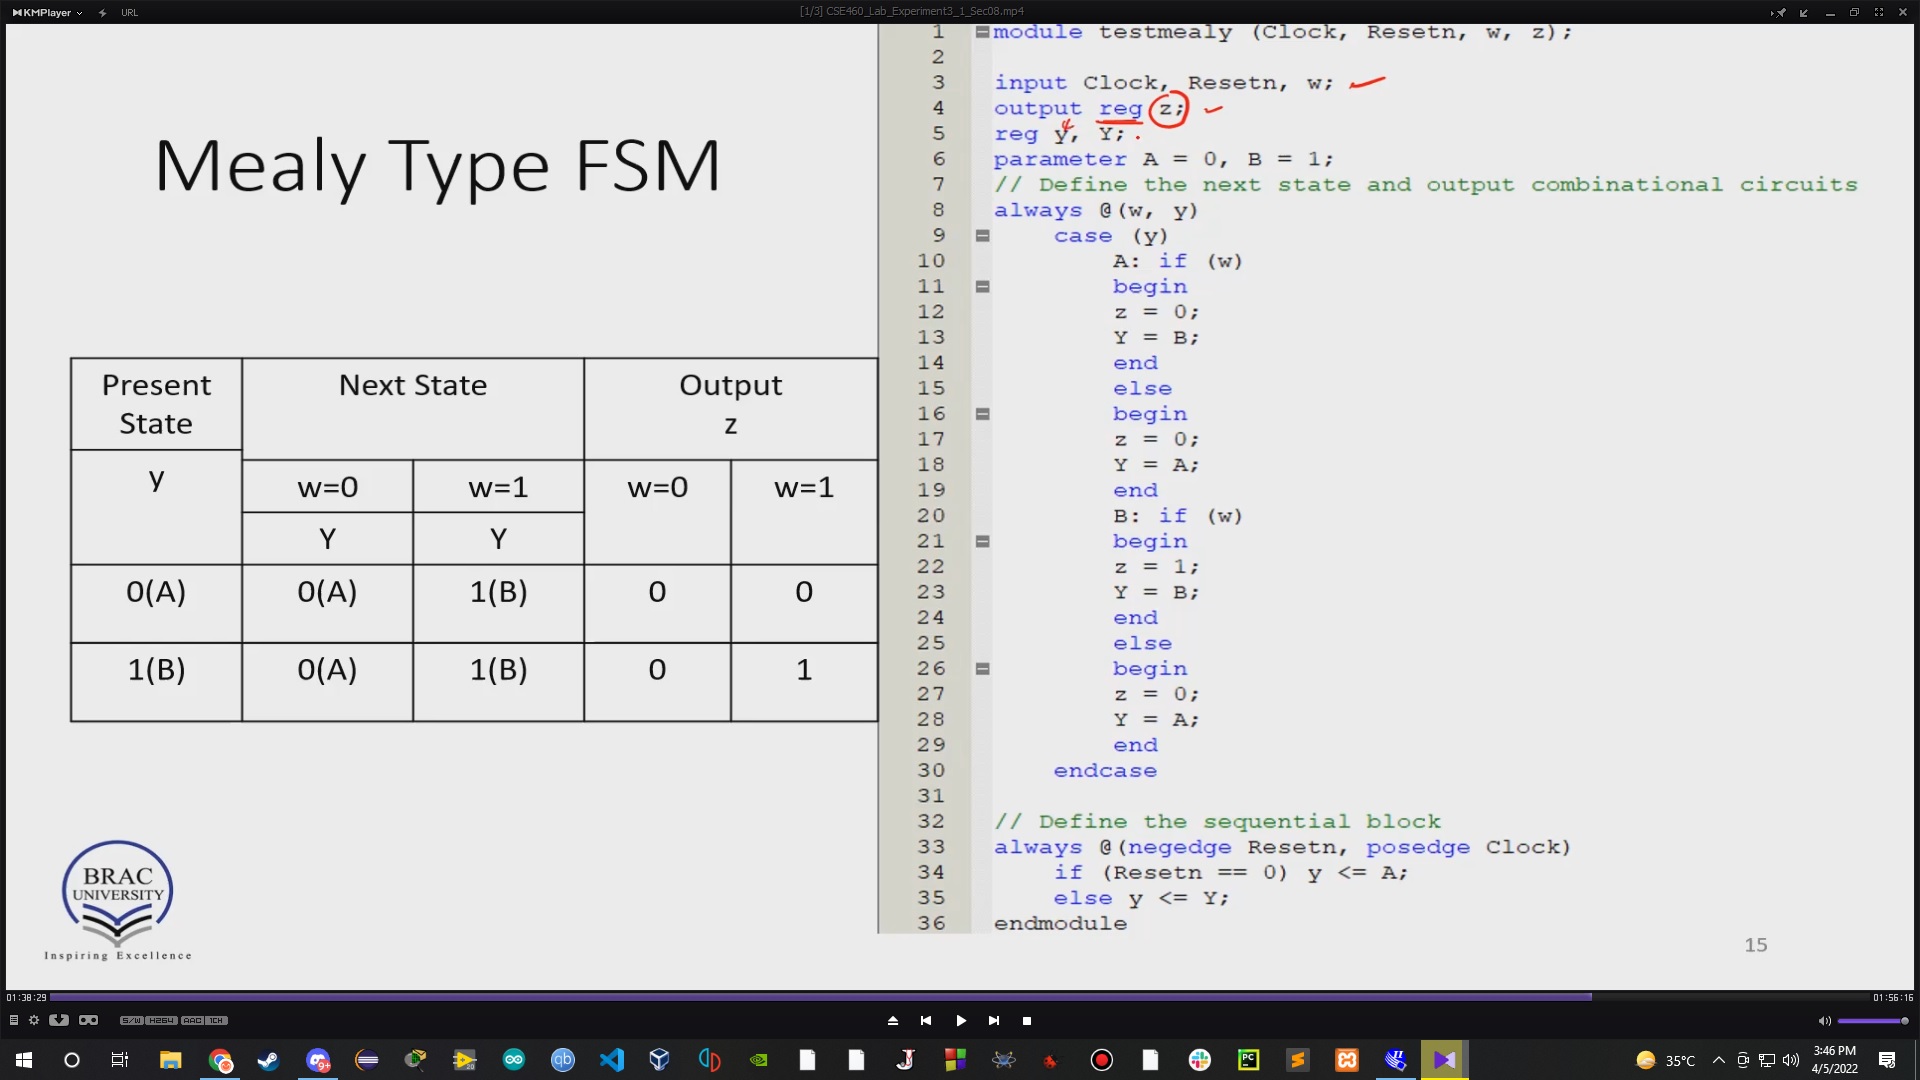 KMPlayer URL [1/3] CSE460_Lab_Experiment3_1_Sec08.mp4
Mealy Type FSM
Present State Next State Output z
y w=0 w=1 w=0 w=1
Y Y
0(A) 0(A) 1(B) 0 0
1(B) 0(A) 1(B) 0 1
BRAC
UNIVERSITY
Inspiring Excellence
1 module testmealy (Clock, Resetn, w, z);
2
3 input Clock, Resetn, w;
4 output reg z;
5 reg y, Y;
6 parameter A = 0, B = 1;
7 // Define the next state and output combinational circuits
8 always @(w, y)
9 case (y)
10 A: if (w)
11 begin
12 z = 0;
13 Y = B;
14 end
15 else
16 begin
17 z = 0;
18 Y = A;
19 end
20 B: if (w)
21 begin
22 z = 1;
23 Y = B;
24 end
25 else
26 begin
27 z = 0;
28 Y = A;
29 end
30 endcase
31
32 // Define the sequential block
33 always @(negedge Resetn, posedge Clock)
34 if (Resetn == 0) y <= A;
35 else y <= Y;
36 endmodule
15
01:38:29 01:56:16
S/W H264 AAC 1CH
35°C 3:46 PM
4/5/2022